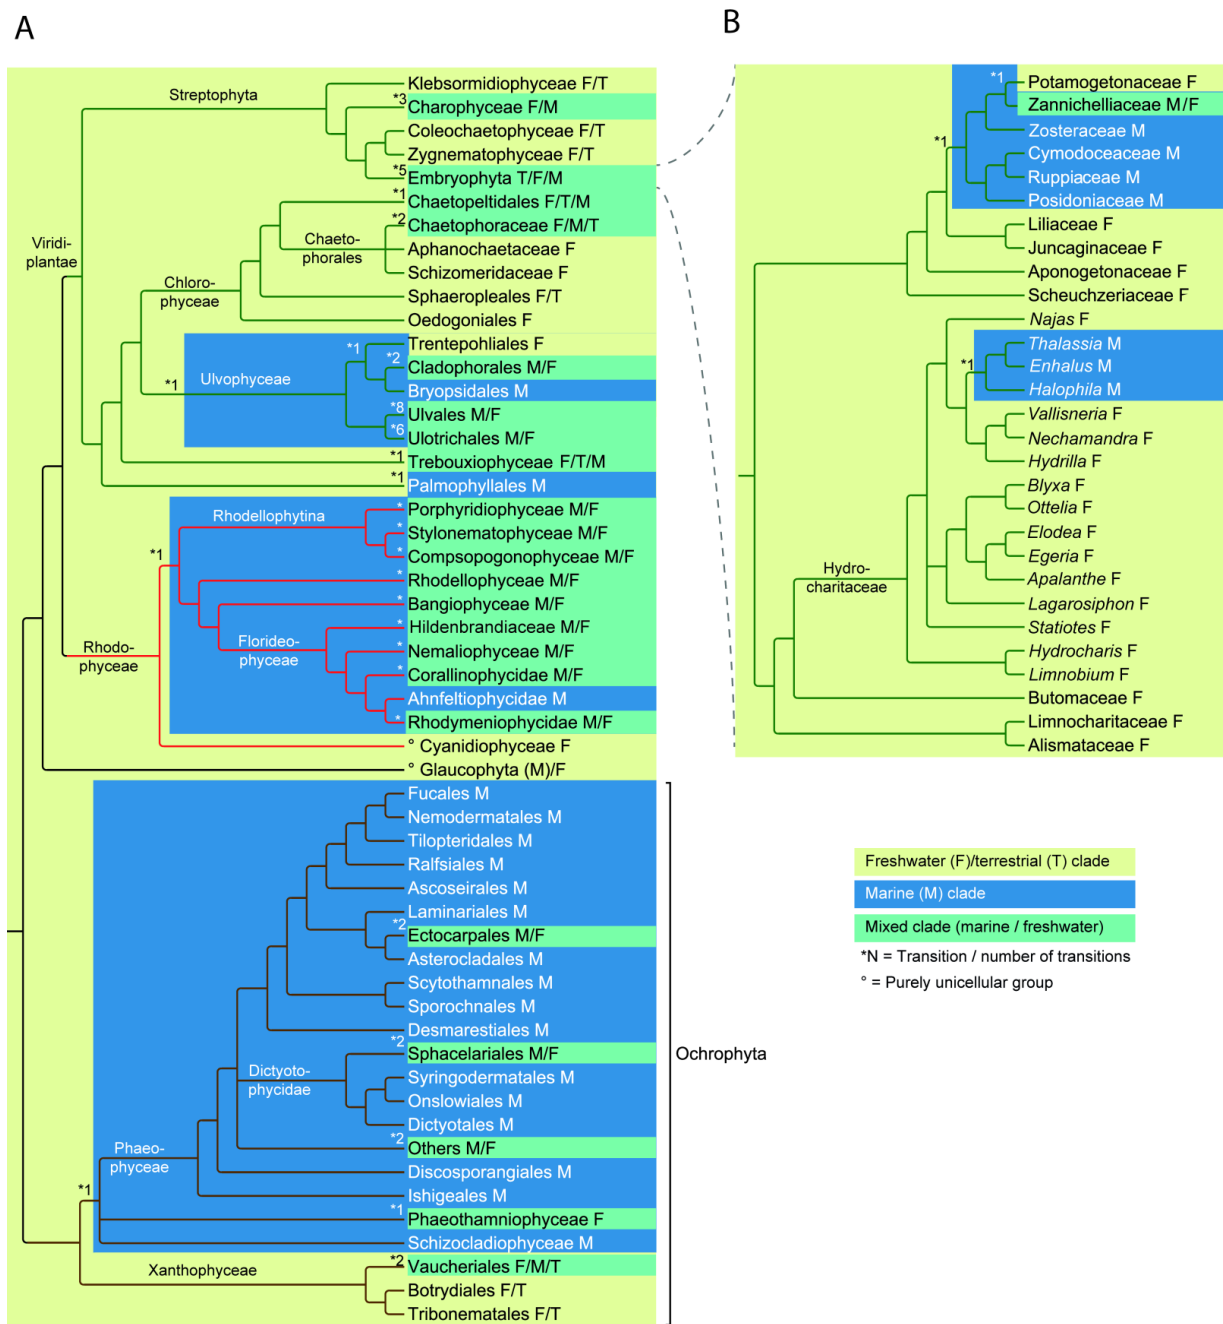 A
Klebsormidiophyceae F/T
Streptophyta
*3
Charophyceae F/M
Coleochaetophyceae F/T
Zygnematophyceae F/T
*5
Embryophyta T/F/M
*1
Chaetopeltidales F/T/M
*2
Chaetophoraceae F/M/T
Chaeto-
phorales
Aphanochaetaceae F
Viridi-
plantae
Schizomeridaceae F
Chloro-
phyceae
Sphaeropleales F/T
Oedogoniales F
*1
Trentepohliales F
*2
Cladophorales M/F
*1
Ulvophyceae
Bryopsidales M
*8
Ulvales M/F
*6
Ulotrichales M/F
*1
Trebouxiophyceae F/T/M
*1
Palmophyllales M
Rhodellophytina
*
Porphyridiophyceae M/F
*
Stylonematophyceae M/F
*1
*
Compsopogonophyceae M/F
*
Rhodellophyceae M/F
*
Bangiophyceae M/F
*
Hildenbrandiaceae M/F
Rhodo-
phyceae
Florideo-
phyceae
*
Nemaliophyceae M/F
*
Corallinophycidae M/F
Ahnfeltiophycidae M
*
Rhodymeniophycidae M/F
° Cyanidiophyceae F
° Glaucophyta (M)/F
Fucales M
Nemodermatales M
Tilopteridales M
Ralfsiales M
Ascoseirales M
Laminariales M
*2
Ectocarpales M/F
Asterocladales M
Scytothamnales M
Sporochnales M
Desmarestiales M
*2
Sphacelariales M/F
Ochrophyta
Dictyoto-
phycidae
Syringodermatales M
Onslowiales M
Dictyotales M
*2
Others M/F
Phaeo-
phyceae
Discosporangiales M
Ishigeales M
*1
*1
Phaeothamniophyceae F
Schizocladiophyceae M
Xanthophyceae
*2
Vaucheriales F/M/T
Botrydiales F/T
Tribonematales F/T
B
*1
Potamogetonaceae F
Zannichelliaceae M/F
Zosteraceae M
*1
Cymodoceaceae M
Ruppiaceae M
Posidoniaceae M
Liliaceae F
Juncaginaceae F
Aponogetonaceae F
Scheuchzeriaceae F
Najas F
Thalassia M
*1
Enhalus M
Halophila M
Vallisneria F
Nechamandra F
Hydrilla F
Blyxa F
Ottelia F
Elodea F
Egeria F
Hydro-
charitaceae
Apalanthe F
Lagarosiphon F
Statiotes F
Hydrocharis F
Limnobium F
Butomaceae F
Limnocharitaceae F
Alismataceae F
Freshwater (F)/terrestrial (T) clade
Marine (M) clade
Mixed clade (marine / freshwater)
*N = Transition / number of transitions
° = Purely unicellular group